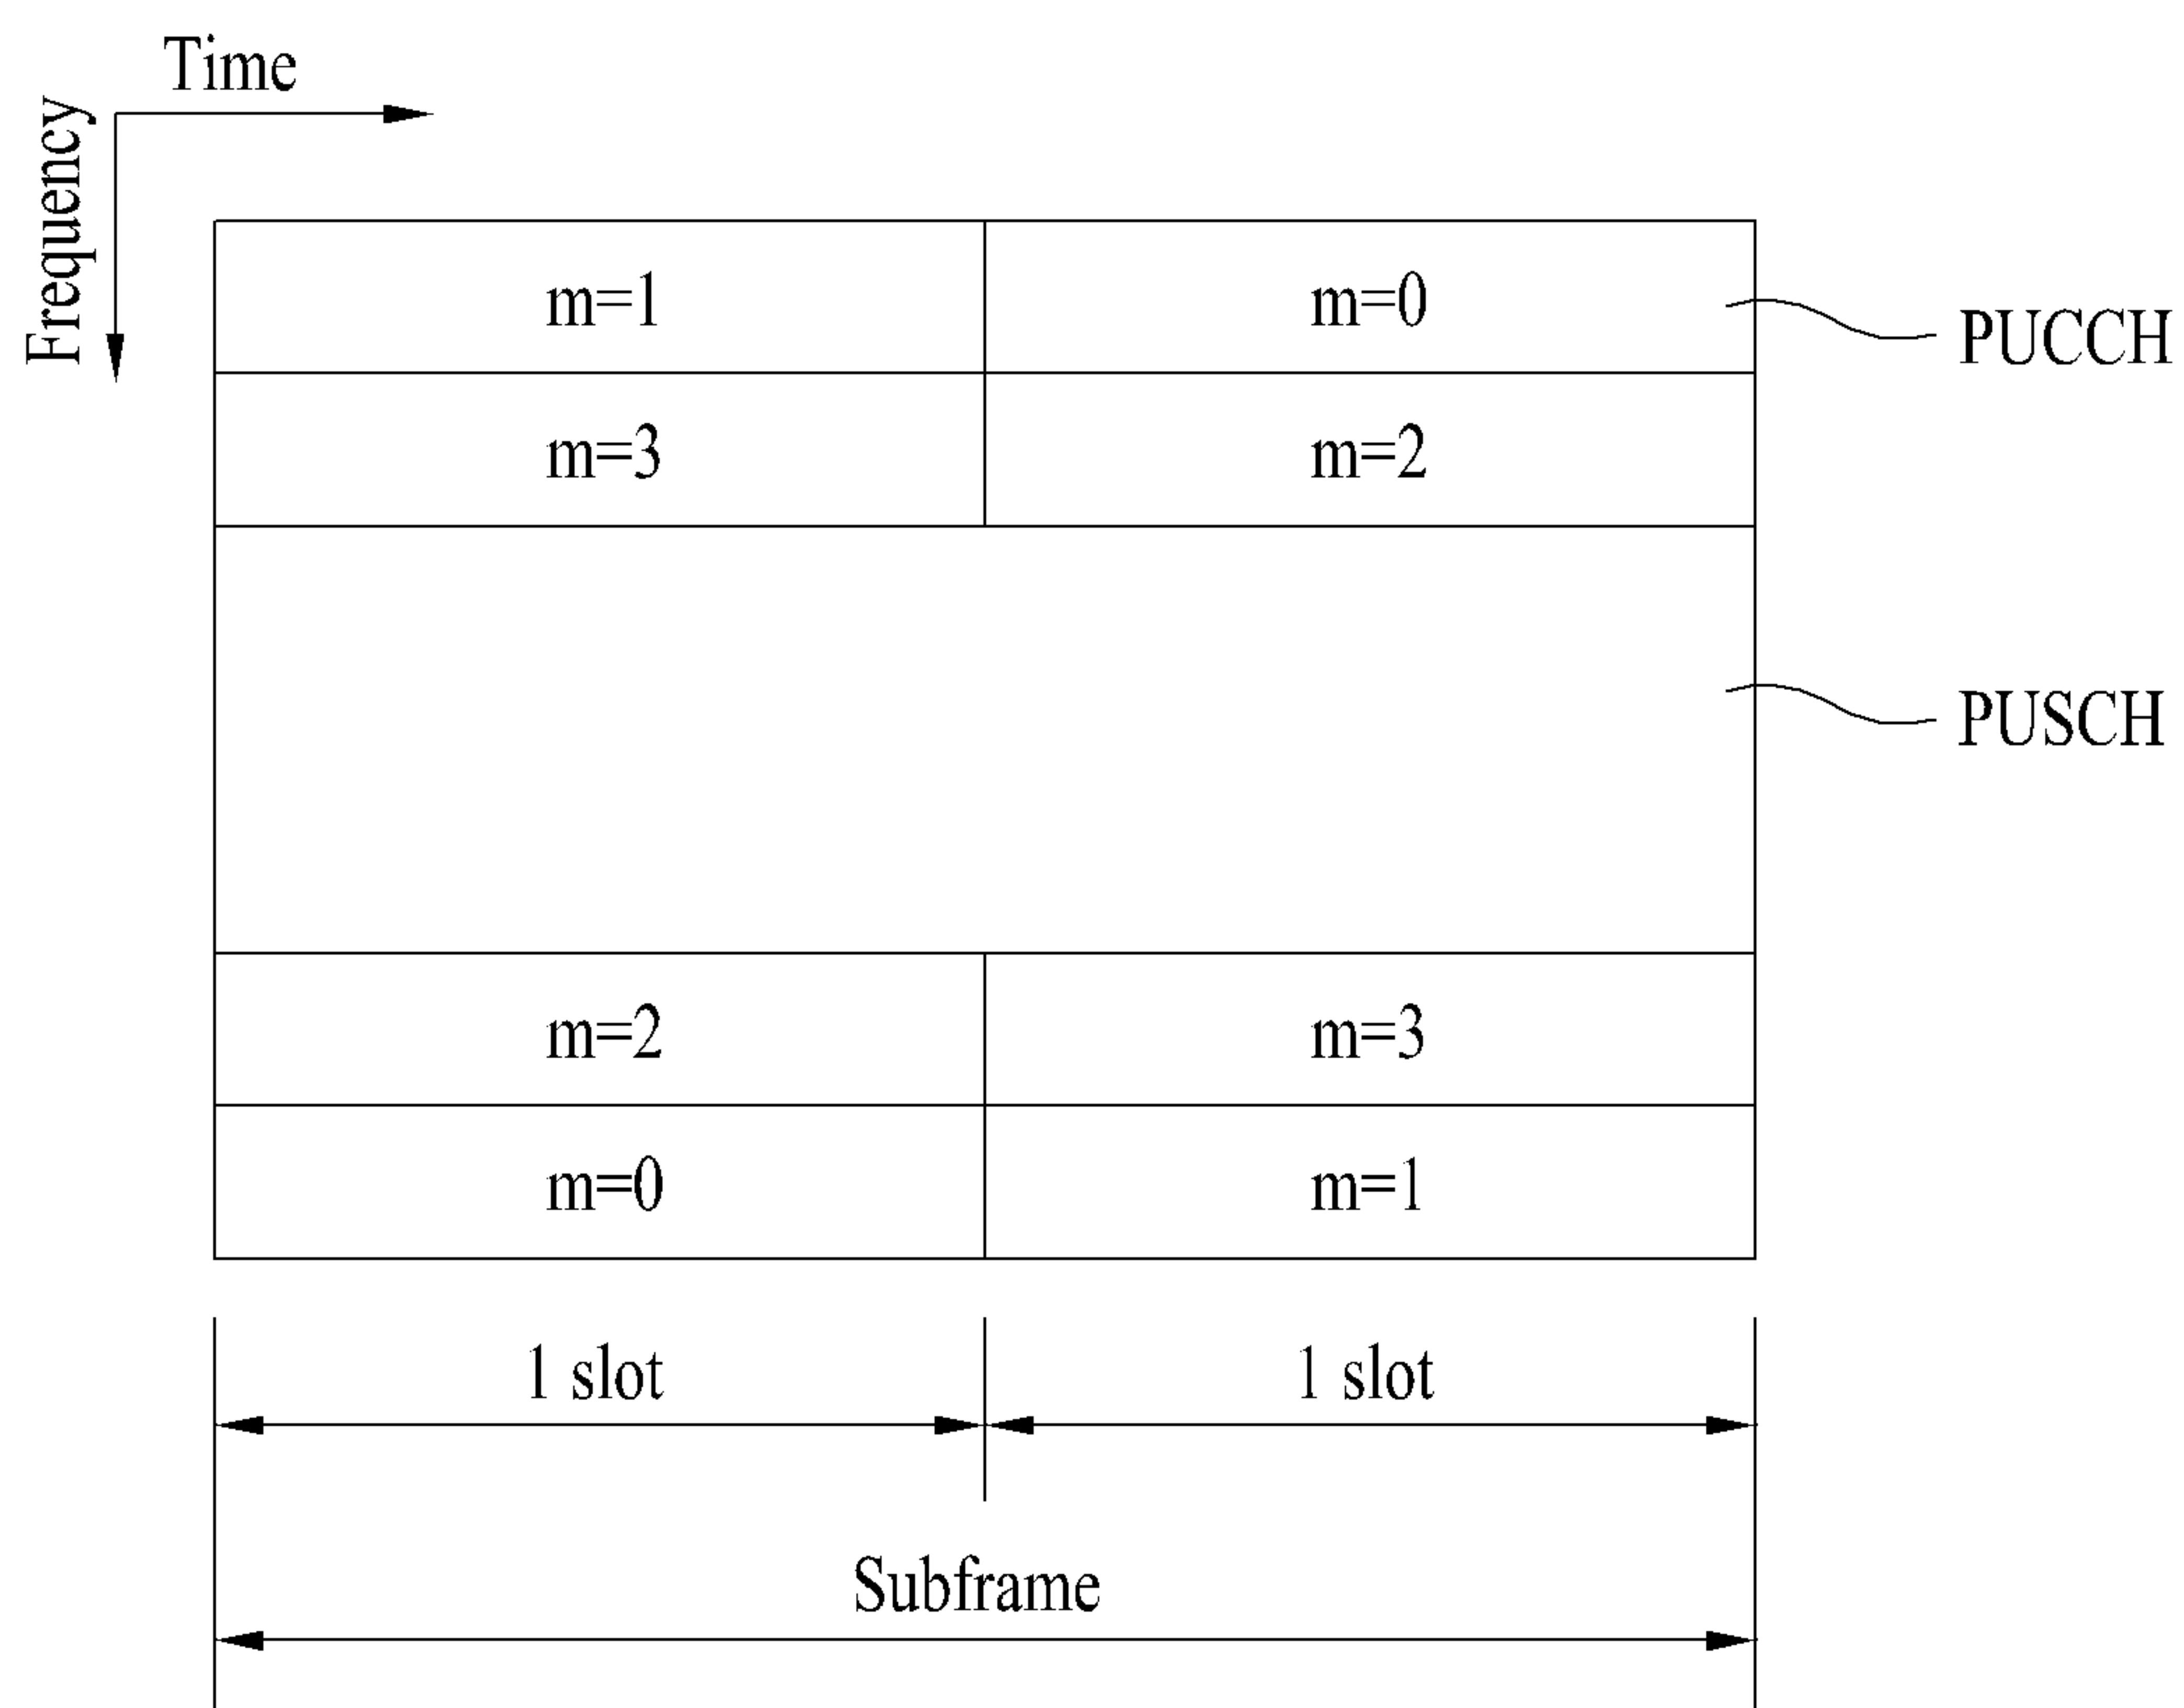 Time
Frequency
m=1 m=0
PUCCH
m=3 m=2
PUSCH
m=2 m=3
m=0 m=1
1 slot 1 slot
Subframe